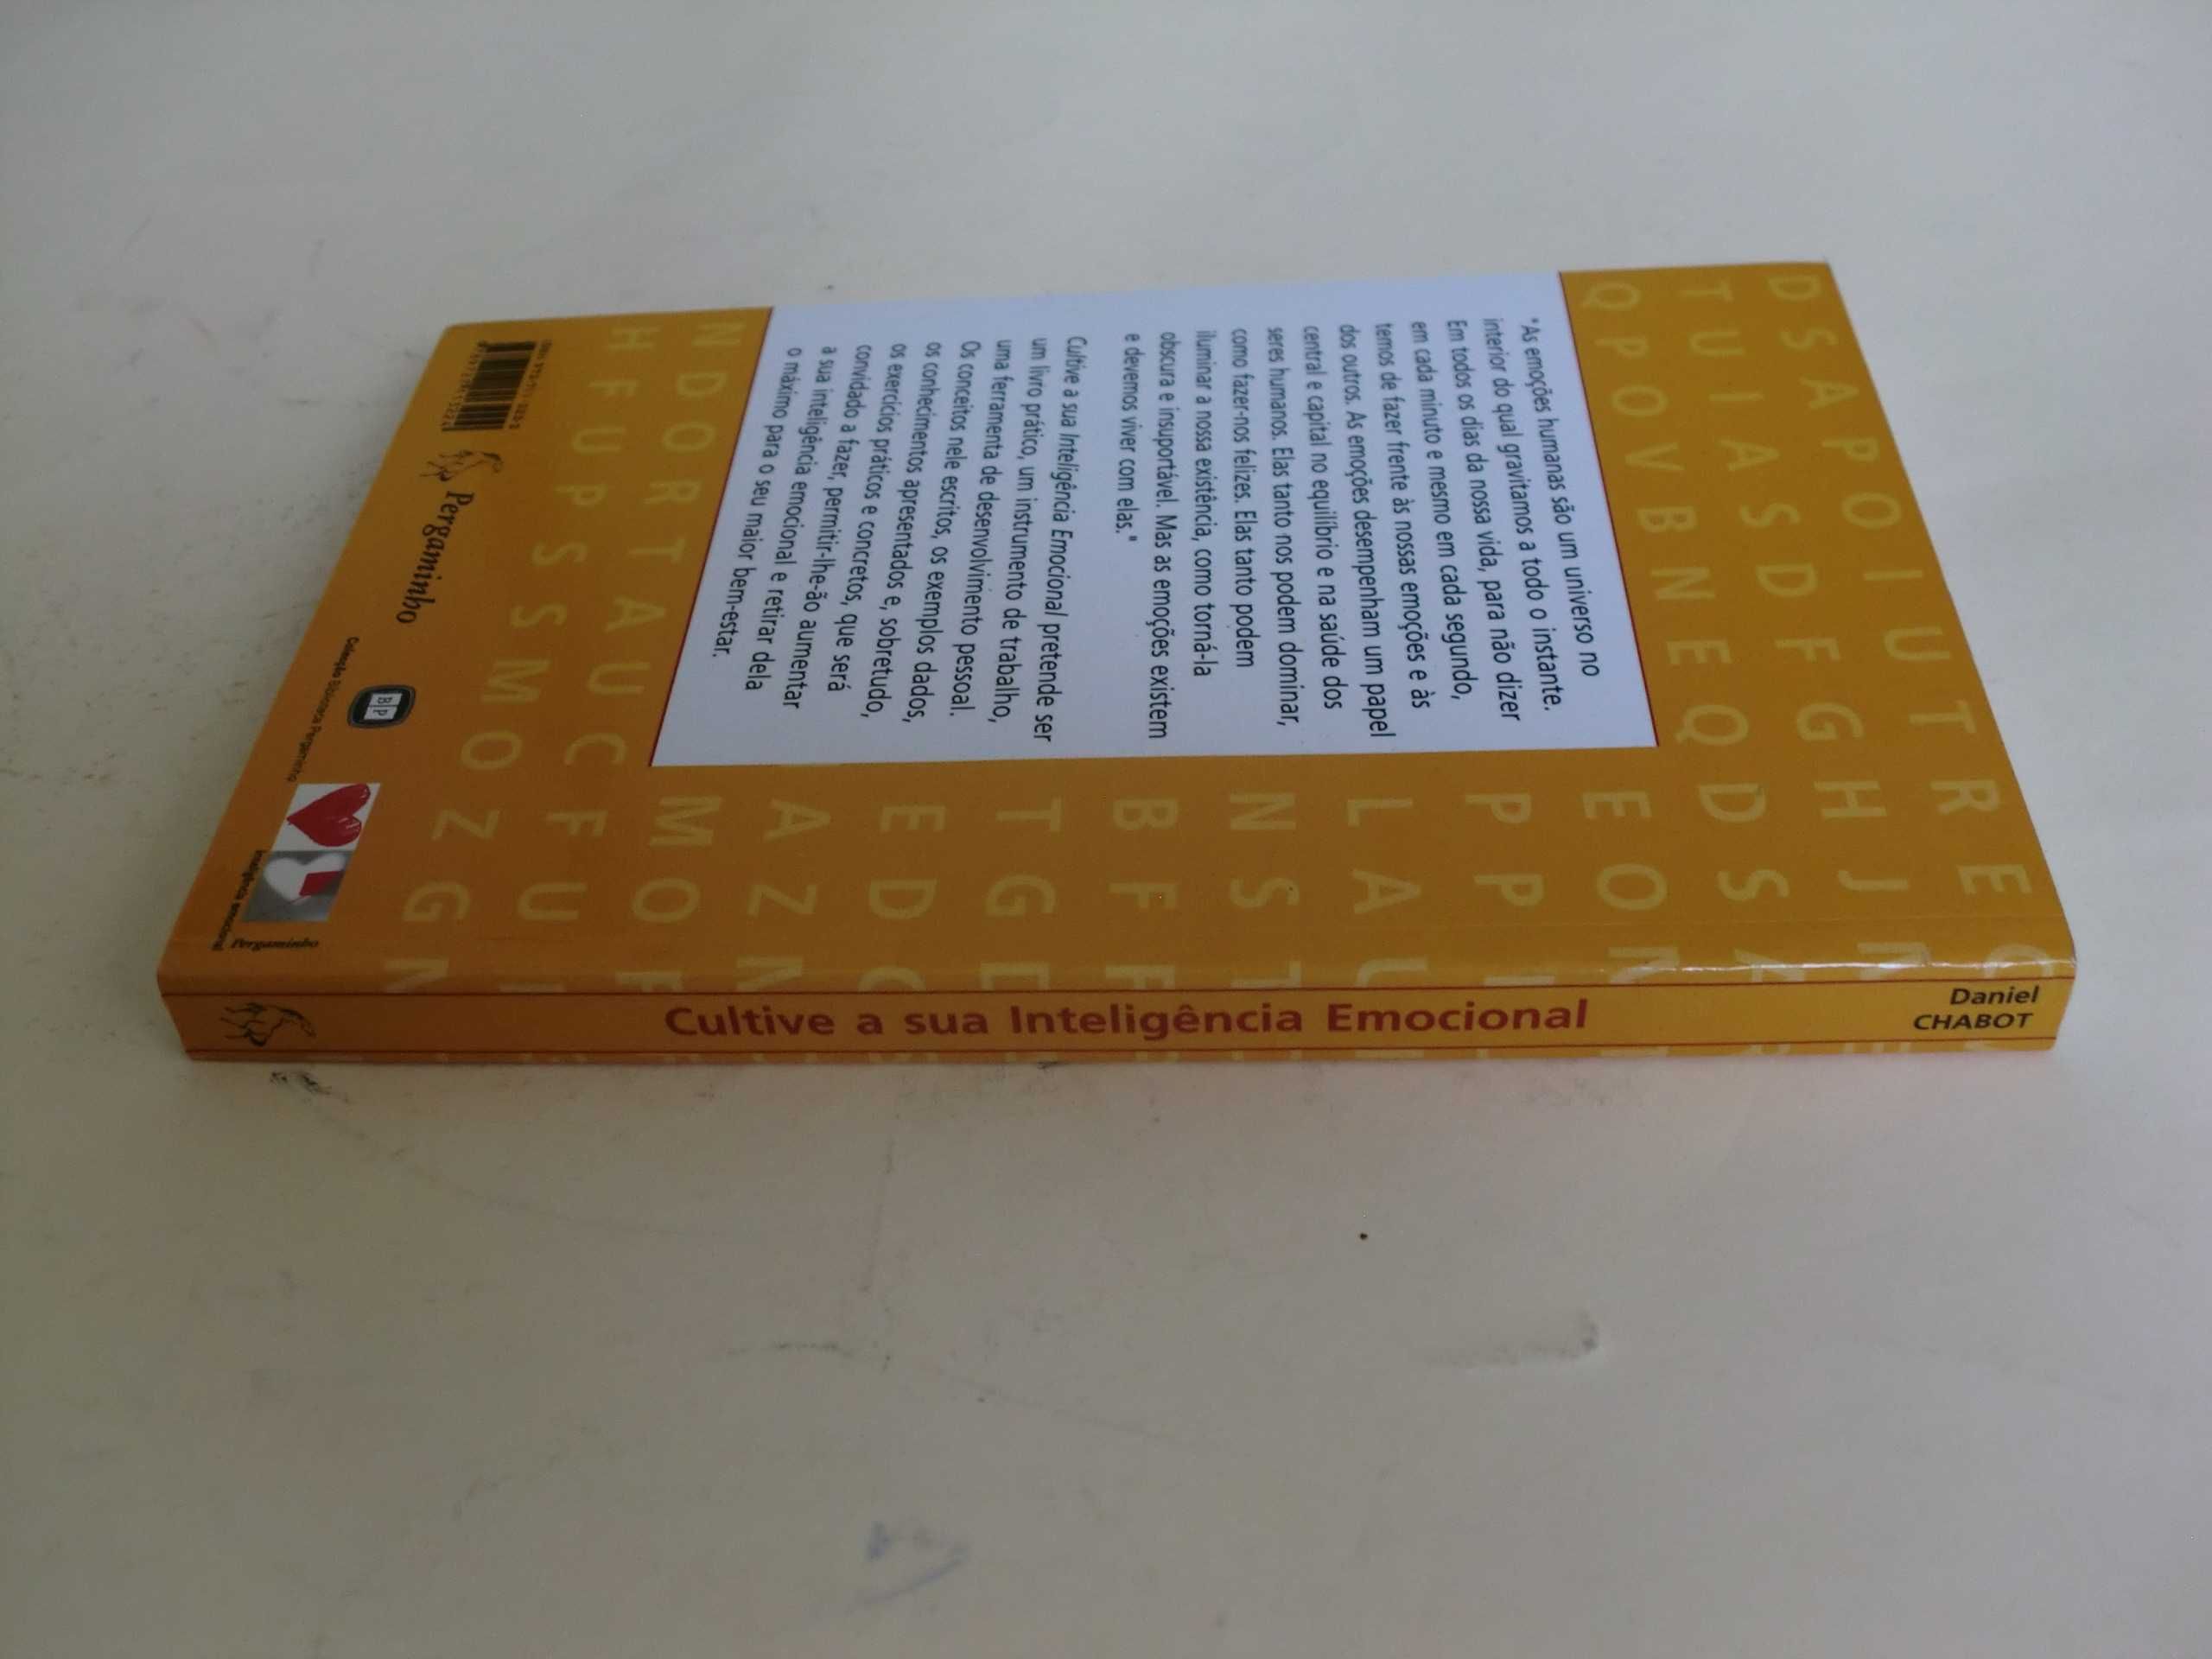 Daniel
CHABOT
Cultive a sua Inteligência Emocional
"As emoções humanas são um universo no
interior do qual gravitamos a todo o instante.
Em todos os dias da nossa vida, para não dizer
em cada minuto e mesmo em cada segundo,
temos de fazer frente às nossas emoções e às
dos outros. As emoções desempenham um papel
central e capital no equilíbrio e na saúde dos
seres humanos. Elas tanto nos podem dominar,
como fazer-nos felizes. Elas tanto podem
iluminar a nossa existência, como torná-la
obscura e insuportável. Mas as emoções existem
e devemos viver com elas."
Cultive a sua Inteligência Emocional pretende ser
um livro prático, um instrumento de trabalho,
uma ferramenta de desenvolvimento pessoal.
Os conceitos nele escritos, os exemplos dados,
os conhecimentos apresentados e, sobretudo,
os exercícios práticos e concretos, que será
convidado a fazer, permitir-lhe-ão aumentar
a sua inteligência emocional e retirar dela
o máximo para o seu maior bem-estar.
D S A P O I U T R E
T U I A S D F G H J
Q P O V B N E Q D S
E O N
P P
L A U
N S T
B F F
T G E
E D C
A Z
N D O R T A U C F U
M O F
H F U P S S M O Z G N
Pergaminho
BP
Colecção Biblioteca Pergaminho
Inteligência emocional
Pergaminho